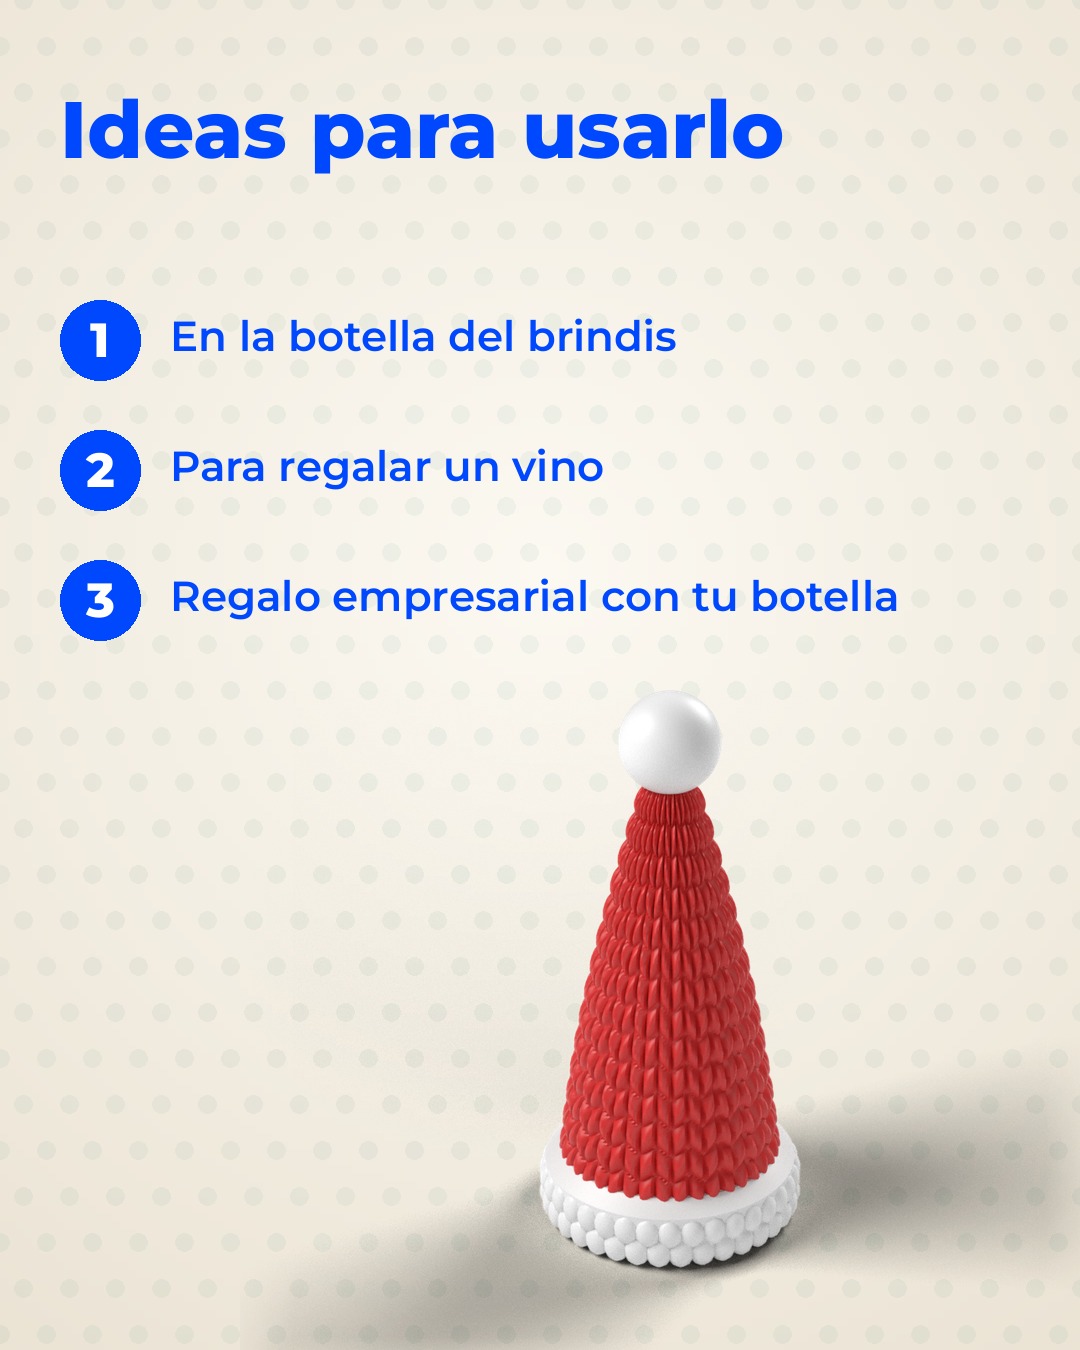 Ideas para usarlo
1 En la botella del brindis
2 Para regalar un vino
3 Regalo empresarial con tu botella